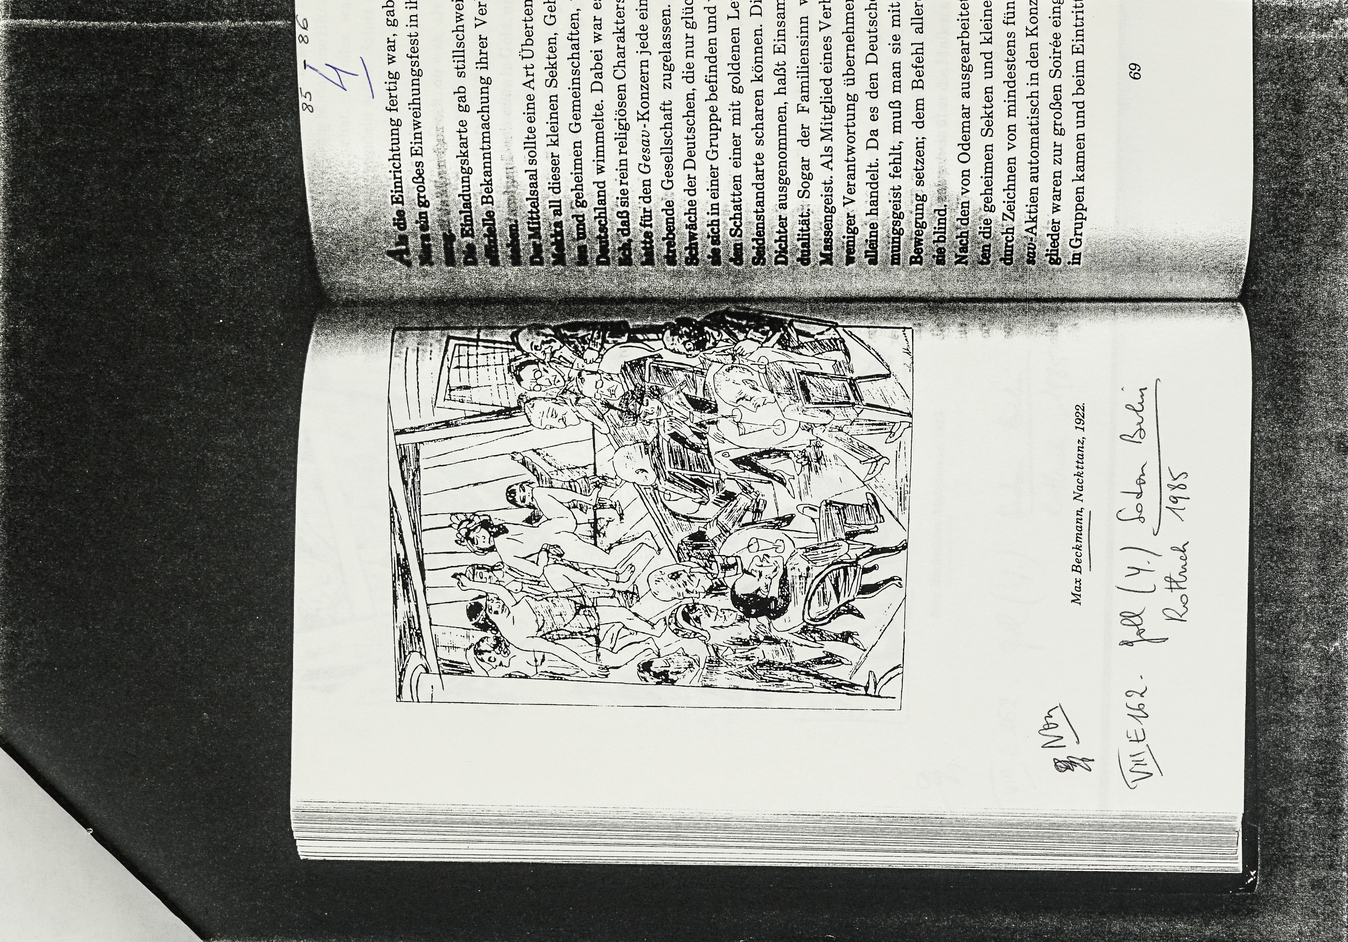 Non
Max Beckmann, Nackttanz, 1922.
VIII E 162. Goll (Y.) Sodom Berlin
Rotbuch 1985
85 - 86
4
Als die Einrichtung fertig war, gab
ein großes Einweihungsfest in ih
Die Einladungskarte gab stillschwei
offizielle Bekanntmachung ihrer Ver
stehen.
Der Mittelsaal sollte eine Art Überten
Mekka all dieser kleinen Sekten, Geh
ten und geheimen Gemeinschaften,
Deutschland wimmelte. Dabei war es
lich, daß sie rein religiösen Charakters
hatte für den Gesav-Konzern jede ein
strebende Gesellschaft zugelassen.
Schwäche der Deutschen, die nur glüc
sie sich in einer Gruppe befinden und
den Schatten einer mit goldenen Le
Seidenstandarte scharen können. Di
Dichter ausgenommen, haßt Einsam
dualität. Sogar der Familiensinn
Massengeist. Als Mitglied eines Verb
weniger Verantwortung übernehmen
alleine handelt. Da es den Deutsche
mungsgeist fehlt, muß man sie mit
Bewegung setzen; dem Befehl aller
sie blind.
Nach den von Odemar ausgearbeitet
ten die geheimen Sekten und kleine
durch Zeichnen von mindestens fün
sav-Aktien automatisch in den Konz
glieder waren zur großen Soirée eing
in Gruppen kamen und beim Eintritt
69